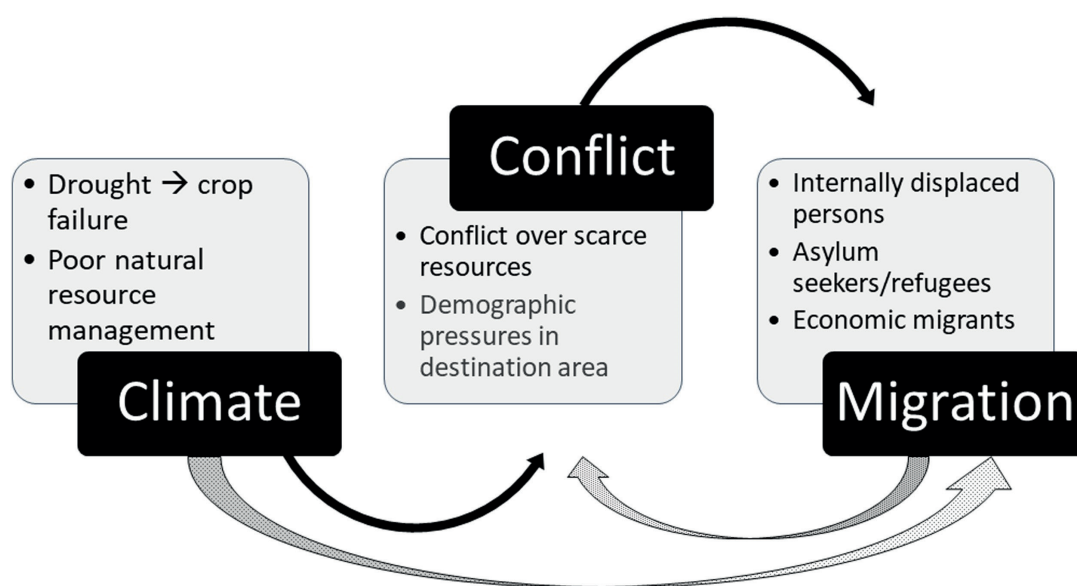 • Drought → crop
failure
• Poor natural
resource
management
Climate
Conflict
• Conflict over scarce
resources
• Demographic
pressures in
destination area
• Internally displaced
persons
• Asylum
seekers/refugees
• Economic migrants
Migration